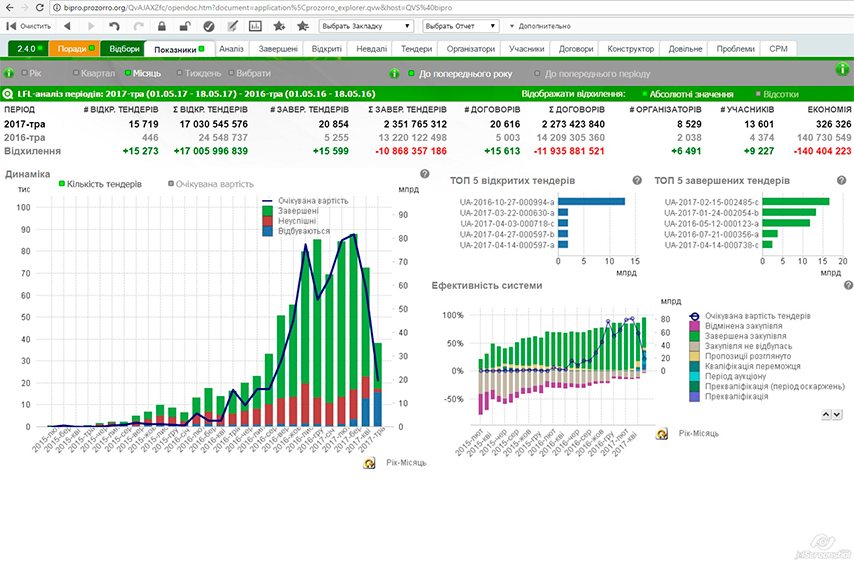 bipro.prozorro.org/QvAJAXZfc/opendoc.htm?document=application%5Cprozorro_explorer.qvw&host=QVS%40bipro
Очистить Выбрать Закладку Выбрать Отчет Дополнительно
2.4.0 Поради Відбори Показники Аналіз Завершені Відкриті Невдалі Тендери Організатори Учасники Договори Конструктор Довільне Проблеми CPM
Рік Квартал Місяць Тиждень Вибрати До попереднього року До попереднього періоду
LFL-аналіз періодів: 2017-тра (01.05.17 - 18.05.17) - 2016-тра (01.05.16 - 18.05.16) Відображати відхилення: Абсолютні значення Відсотки
ПЕРІОД # ВІДКР. ТЕНДЕРІВ Σ ВІДКР. ТЕНДЕРІВ # ЗАВЕР. ТЕНДЕРІВ Σ ЗАВЕР. ТЕНДЕРІВ # ДОГОВОРІВ Σ ДОГОВОРІВ # ОРГАНІЗАТОРІВ # УЧАСНИКІВ ЕКОНОМІЯ
2017-тра 15 719 17 030 545 576 20 854 2 351 765 312 20 616 2 273 423 840 8 529 13 601 326 326
2016-тра 446 24 548 737 5 255 13 220 122 498 5 003 14 209 305 360 2 038 4 374 140 730 549
Відхилення +15 273 +17 005 996 839 +15 599 -10 868 357 186 +15 613 -11 935 881 521 +6 491 +9 227 -140 404 223
Динаміка
Кількість тендерів Очікувана вартість
тис млрд
Очікувана вартість
Завершені
Неуспішні
Відбуваються
100
90
80
70
60
50
40
30
20
10
0
90
80
70
60
50
40
30
20
10
0
2017-тра
Рік-Місяць
ТОП 5 відкритих тендерів
UA-2016-10-27-000994-a
UA-2017-03-22-000630-a
UA-2017-04-03-000718-c
UA-2017-04-27-000597-b
UA-2017-04-14-000597-a
0 5 10 15
млрд
ТОП 5 завершених тендерів
UA-2017-02-15-002485-c
UA-2017-01-24-002054-b
UA-2016-05-12-000123-a
UA-2016-07-21-000356-a
UA-2017-04-14-000738-c
0 5 10 15 20
млрд
Ефективність системи
млрд
100%
50%
0%
-50%
80
60
40
20
0
2015-лют 2015-кві 2015-чер 2015-сер 2015-жов 2015-гру 2016-лют 2016-кві 2016-чер 2016-сер 2016-жов 2016-гру 2017-лют 2017-кві
Рік-Місяць
Очікувана вартість тендерів
Відмінена закупівля
Завершена закупівля
Закупівля не відбулась
Пропозиції розглянуто
Кваліфікація переможця
Період аукціону
Прекваліфікація (період оскаржень)
Прекваліфікація